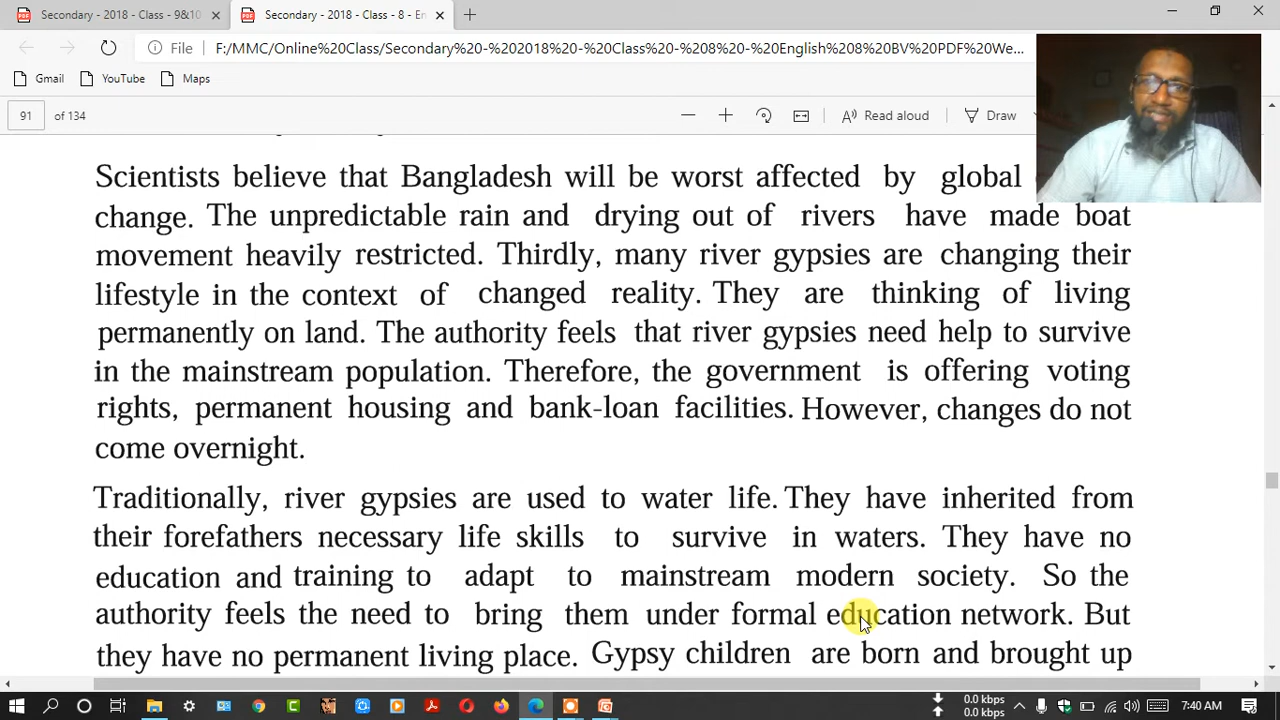 Secondary - 2018 - Class - 9&10
Secondary - 2018 - Class - 8 - En
File F:/MMC/Online%20Class/Secondary%20-%202018%20-%20Class%20-%208%20-%20English%208%20BV%20PDF%20We...
Gmail YouTube Maps
91 of 134 Read aloud Draw
Scientists believe that Bangladesh will be worst affected by global
change. The unpredictable rain and drying out of rivers have made boat
movement heavily restricted. Thirdly, many river gypsies are changing their
lifestyle in the context of changed reality. They are thinking of living
permanently on land. The authority feels that river gypsies need help to survive
in the mainstream population. Therefore, the government is offering voting
rights, permanent housing and bank-loan facilities. However, changes do not
come overnight.
Traditionally, river gypsies are used to water life. They have inherited from
their forefathers necessary life skills to survive in waters. They have no
education and training to adapt to mainstream modern society. So the
authority feels the need to bring them under formal education network. But
they have no permanent living place. Gypsy children are born and brought up
0.0 kbps
0.0 kbps
7:40 AM